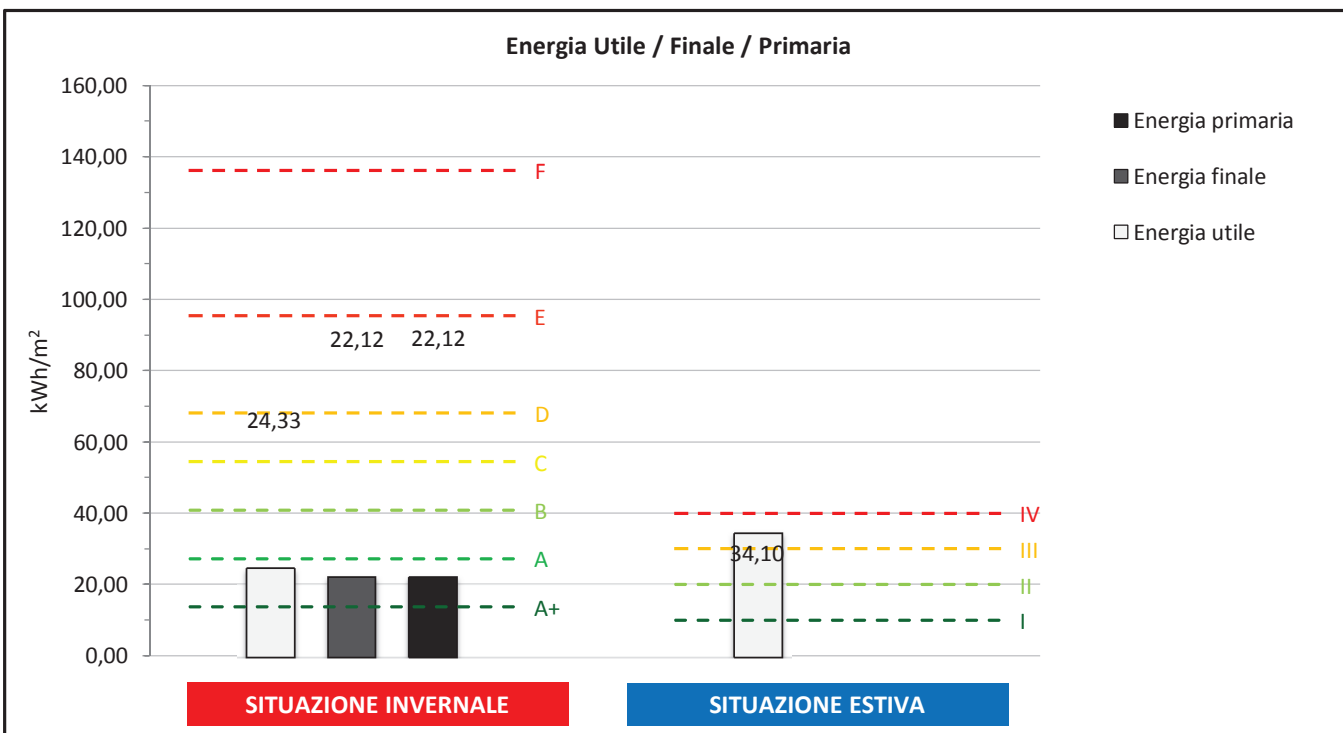 Energia Utile / Finale / Primaria
kWh/m²
160,00
140,00
120,00
100,00
80,00
60,00
40,00
20,00
0,00
F
E
D
C
B
A
A+
22,12
22,12
24,33
IV
III
II
I
34,10
SITUAZIONE INVERNALE
SITUAZIONE ESTIVA
Energia primaria
Energia finale
Energia utile